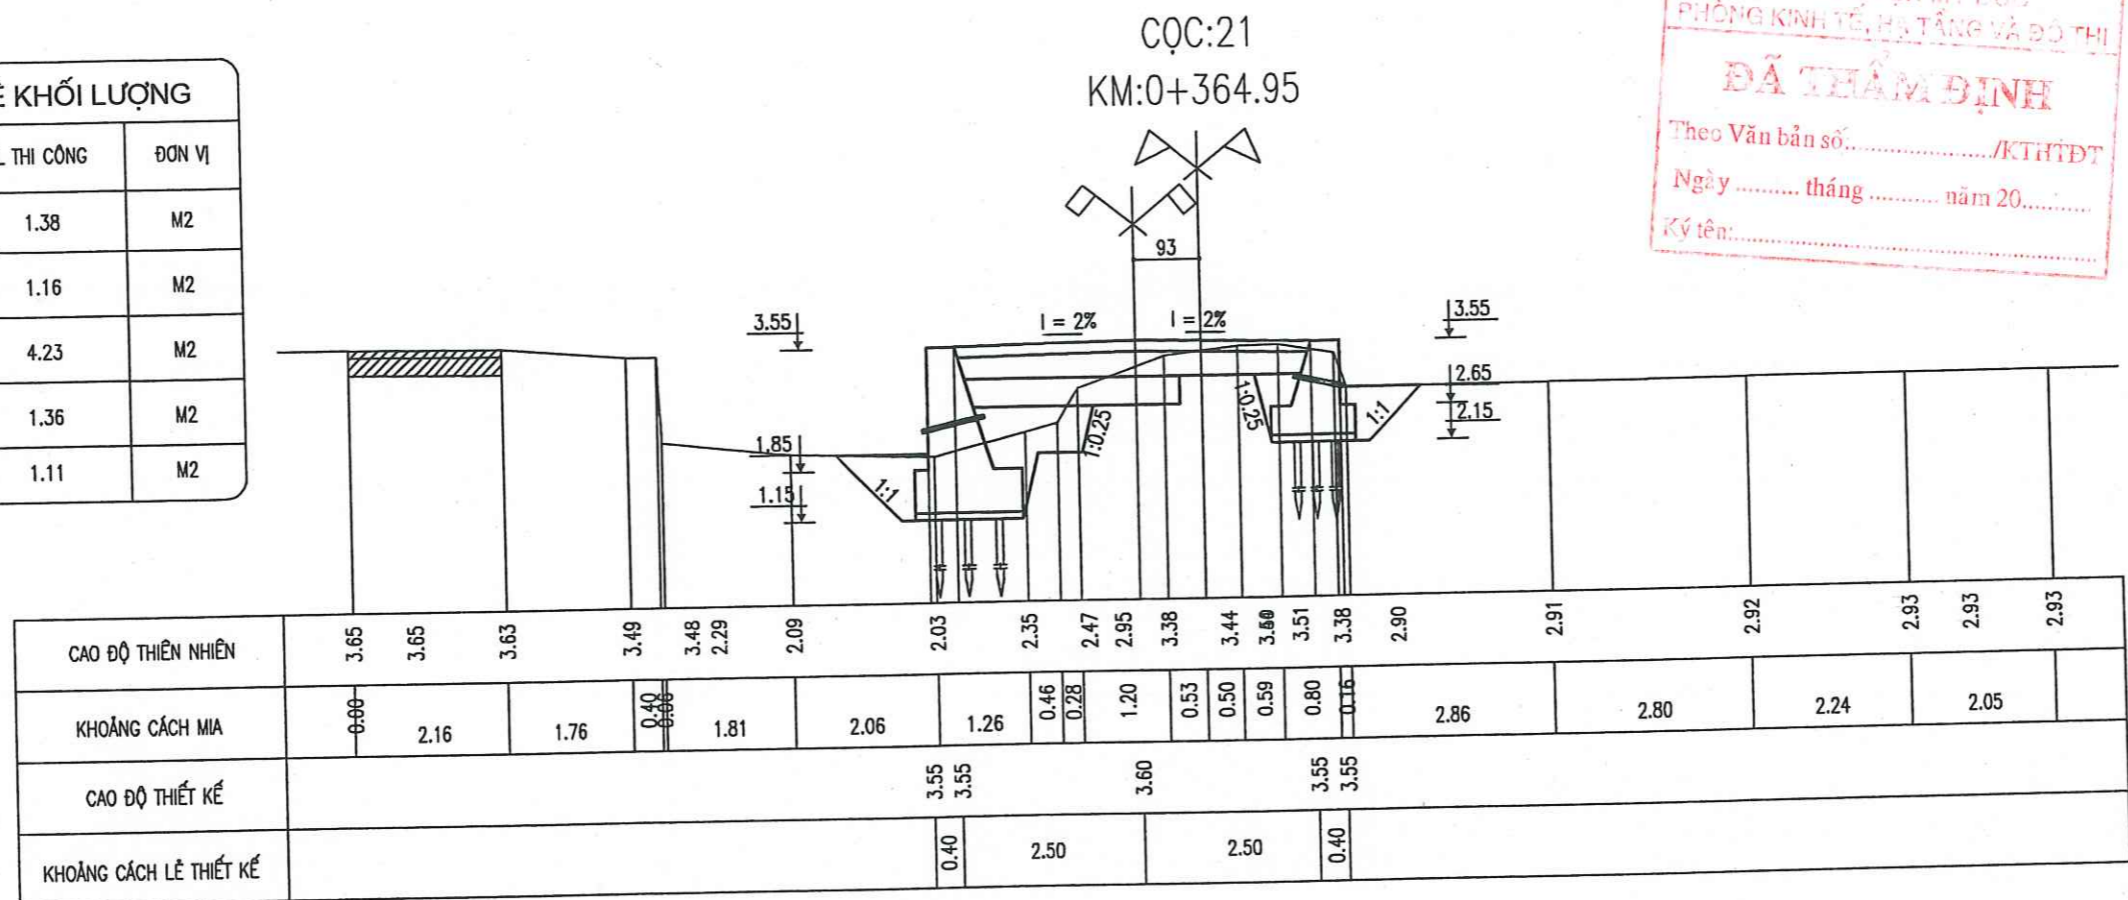 CỌC:21
KM:0+364.95
PHÒNG KINH TẾ, HẠ TẦNG VÀ ĐÔ THỊ
ĐÃ THẨM ĐỊNH
Theo Văn bản số......................../KTHTĐT
Ngày .......... tháng ........... năm 20...........
Ký tên:
KHỐI LƯỢNG
THI CÔNG ĐƠN VỊ
1.38 M2
1.16 M2
4.23 M2
1.36 M2
1.11 M2
93
3.55 I = 2% I = 2% 3.55
2.65
2.15
1.85
1.15
1:1 1:0.25 1:0.25 1:1
CAO ĐỘ THIÊN NHIÊN 3.65 3.65 3.63 3.49 3.48 2.29 2.09 2.03 2.35 2.47 2.95 3.38 3.44 3.51 3.38 2.90 2.91 2.92 2.93 2.93 2.93
KHOẢNG CÁCH MIA 0.00 2.16 1.76 0.40 1.81 2.06 1.26 0.46 0.28 1.20 0.53 0.50 0.59 0.80 0.16 2.86 2.80 2.24 2.05
CAO ĐỘ THIẾT KẾ 3.55 3.55 3.60 3.55 3.55
KHOẢNG CÁCH LẺ THIẾT KẾ 0.40 2.50 2.50 0.40